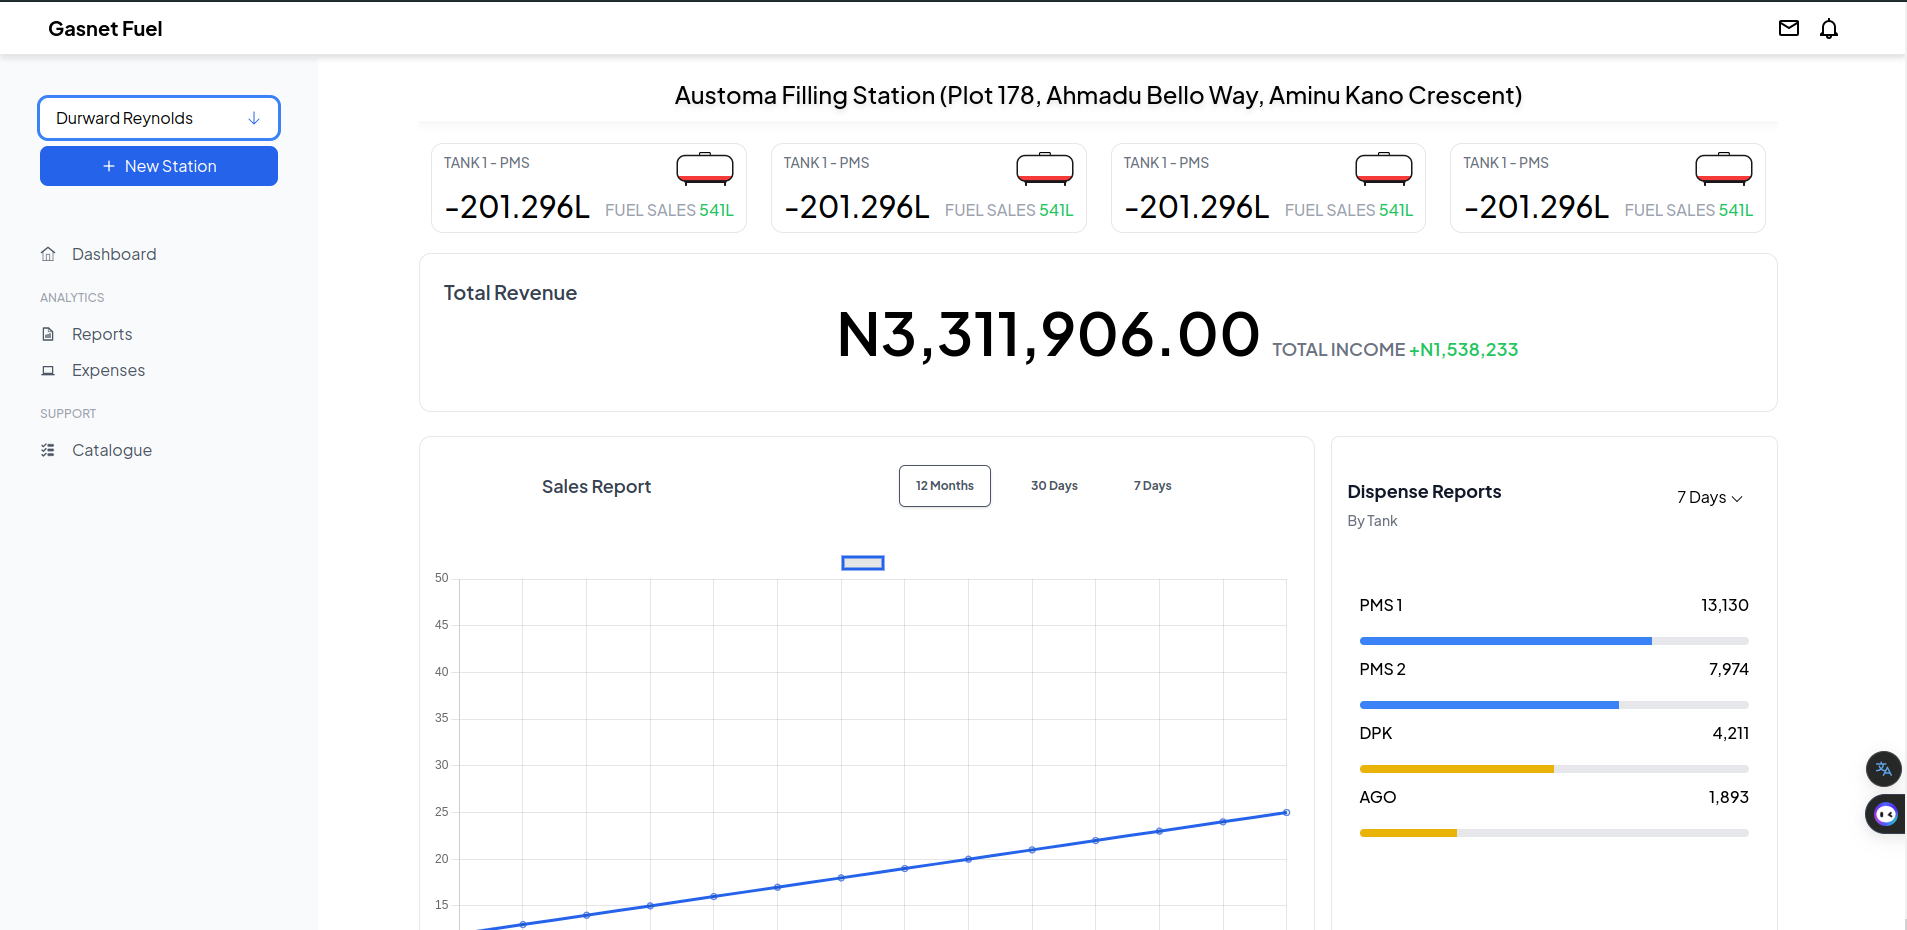 Gasnet Fuel
Durward Reynolds
+ New Station
Dashboard
ANALYTICS
Reports
Expenses
SUPPORT
Catalogue
Austoma Filling Station (Plot 178, Ahmadu Bello Way, Aminu Kano Crescent)
TANK 1 - PMS
-201.296L FUEL SALES 541L
TANK 1 - PMS
-201.296L FUEL SALES 541L
TANK 1 - PMS
-201.296L FUEL SALES 541L
TANK 1 - PMS
-201.296L FUEL SALES 541L
Total Revenue
N3,311,906.00 TOTAL INCOME +N1,538,233
Sales Report
12 Months 30 Days 7 Days
50
45
40
35
30
25
20
15
Dispense Reports
7 Days
By Tank
PMS 1 13,130
PMS 2 7,974
DPK 4,211
AGO 1,893